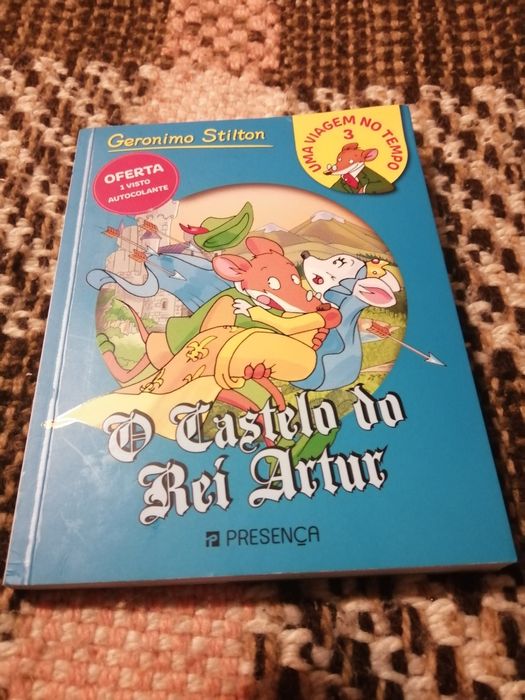 Geronimo Stilton
UMA VIAGEM NO TEMPO
3
OFERTA
1 VISTO
AUTOCOLANTE
O Castelo do
Rei Artur
PRESENÇA